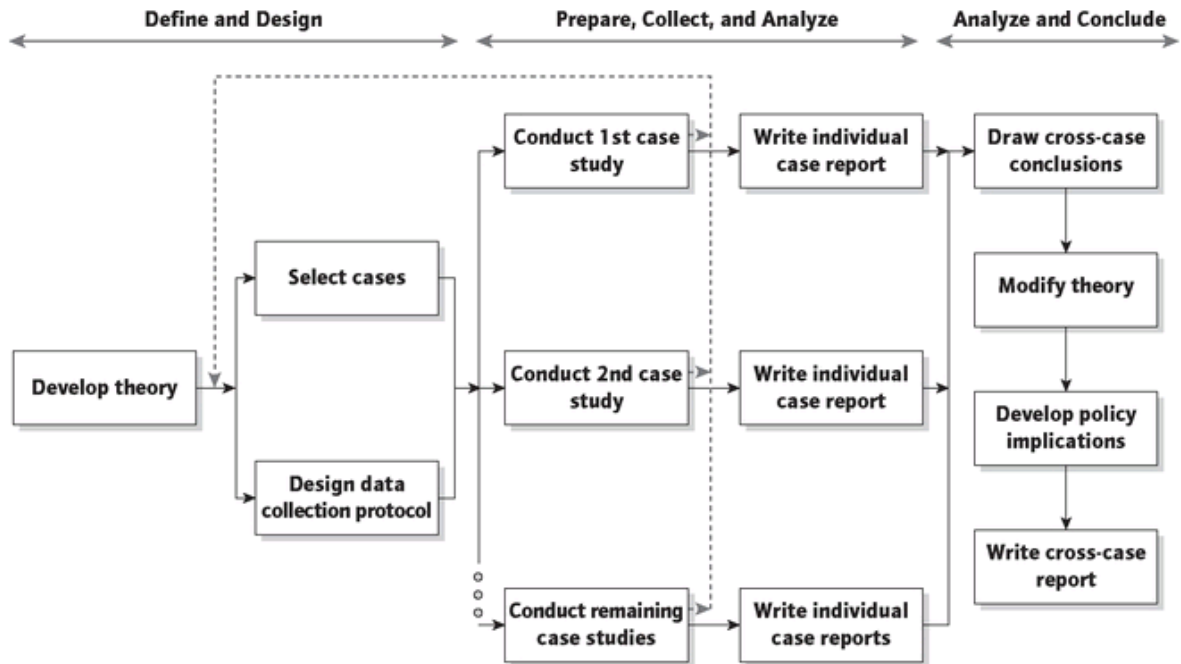 Define and Design
Prepare, Collect, and Analyze
Analyze and Conclude
Develop theory
Select cases
Design data
collection protocol
Conduct 1st case
study
Write individual
case report
Conduct 2nd case
study
Write individual
case report
Conduct remaining
case studies
Write individual
case reports
Draw cross-case
conclusions
Modify theory
Develop policy
implications
Write cross-case
report